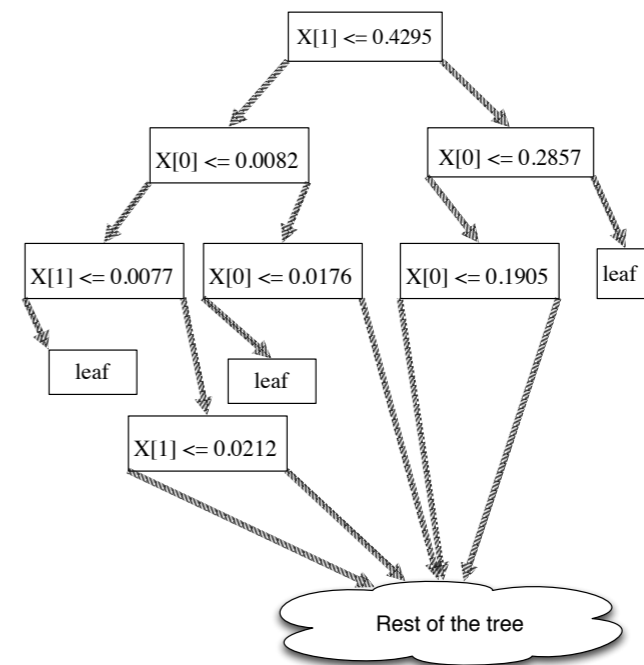 X[1] <= 0.4295
X[0] <= 0.0082
X[0] <= 0.2857
X[1] <= 0.0077
X[0] <= 0.0176
X[0] <= 0.1905
leaf
leaf
leaf
X[1] <= 0.0212
Rest of the tree